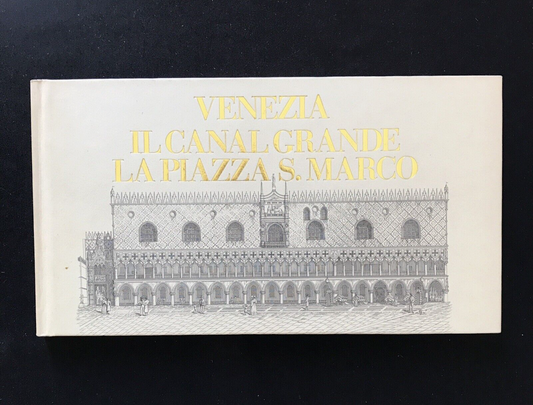 VENEZIA
IL CANAL GRANDE
LA PIAZZA S. MARCO